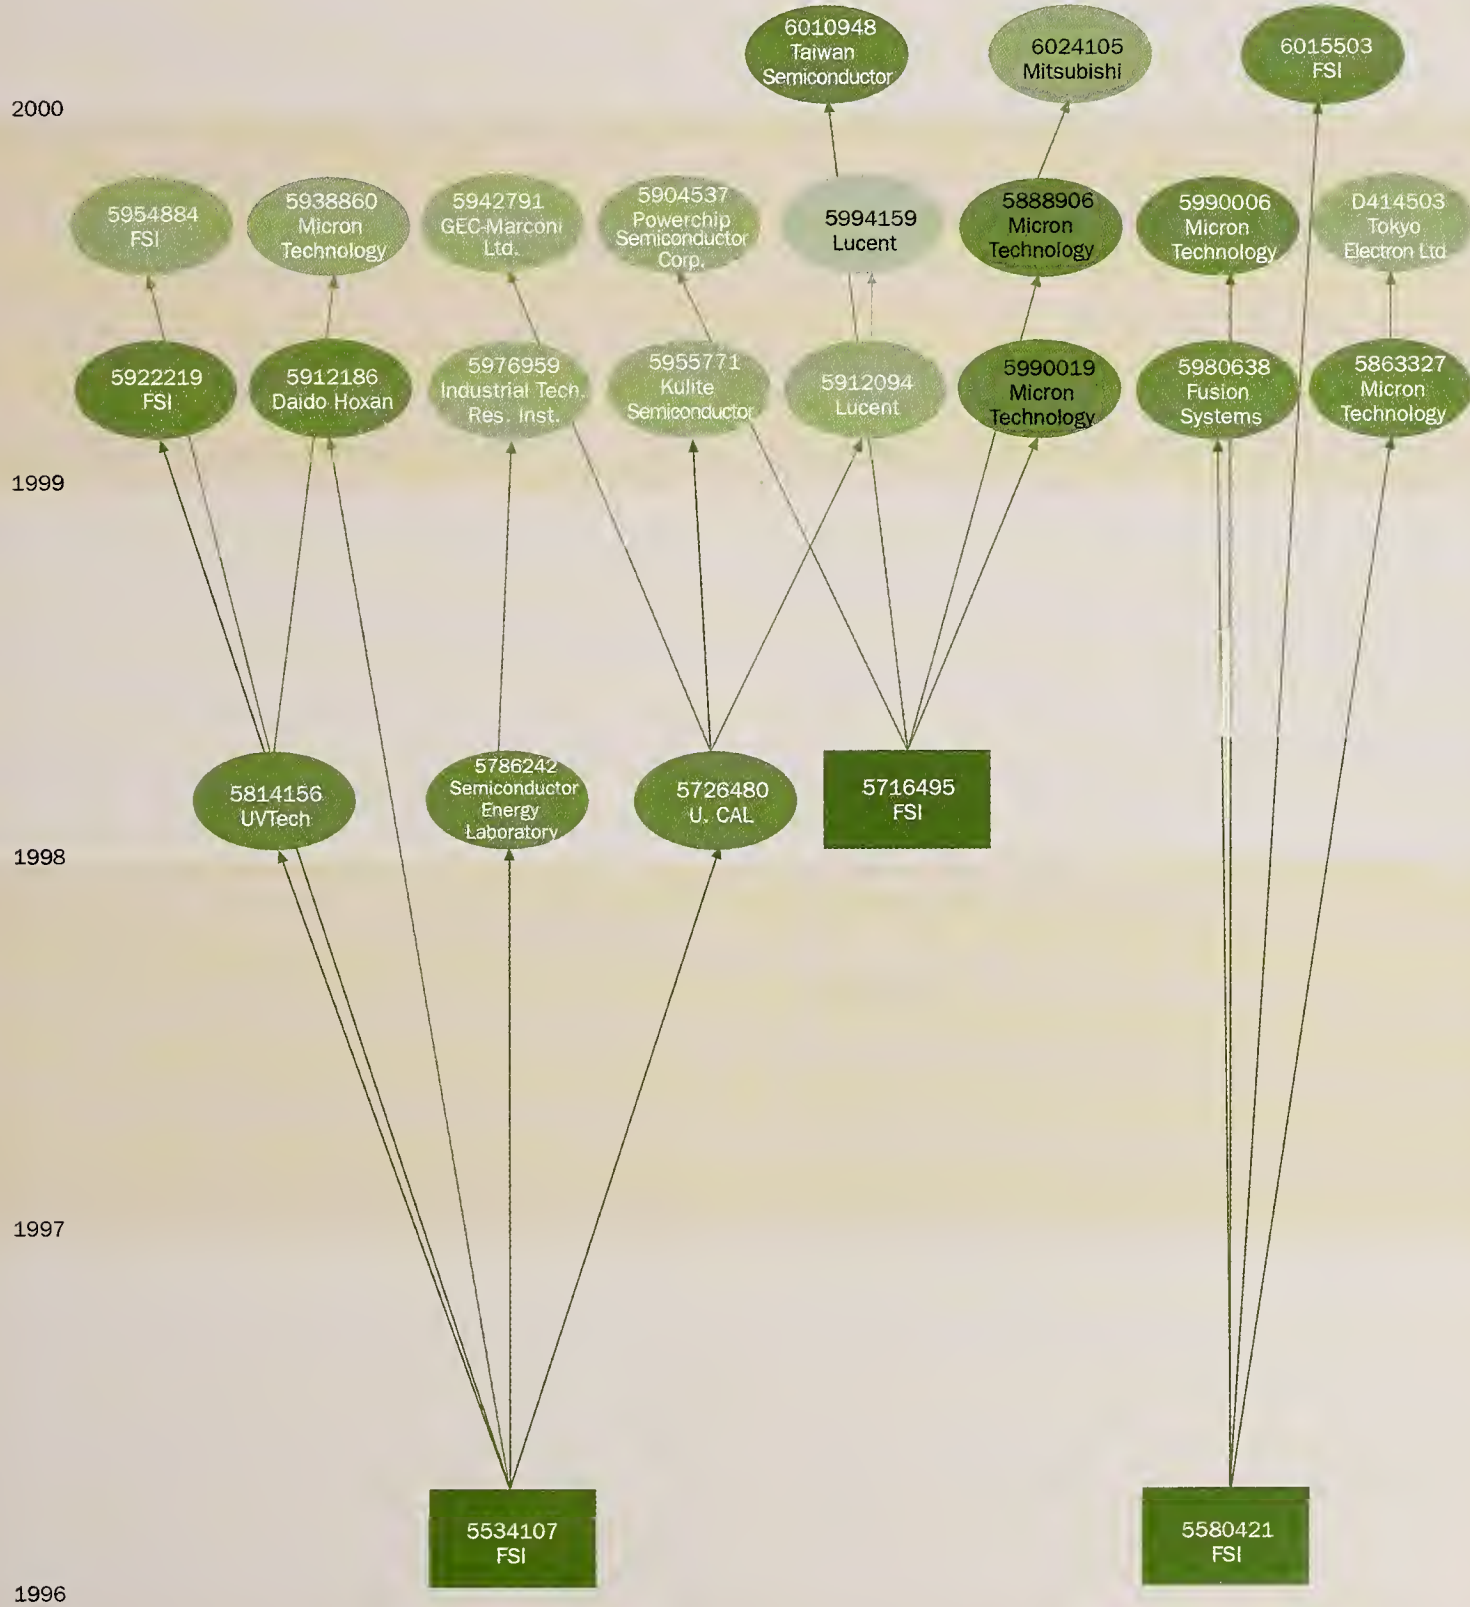 6010948
Taiwan
Semiconductor
6024105
Mitsubishi
6015503
FSI
2000
5954884
FSI
5938860
Micron
Technology
5942791
GEC-Marconi
Ltd.
5904537
Powerchip
Semiconductor
Corp.
5994159
Lucent
5888906
Micron
Technology
5990006
Micron
Technology
D414503
Tokyo
Electron Ltd
5922219
FSI
5912186
Daido Hoxan
5976959
Industrial Tech.
Res. Inst.
5955771
Kulite
Semiconductor
5912094
Lucent
5990019
Micron
Technology
5980638
Fusion
Systems
5863327
Micron
Technology
1999
5814156
UVTech
5786242
Semiconductor
Energy
Laboratory
5726480
U. CAL
5716495
FSI
1998
1997
5534107
FSI
5580421
FSI
1996